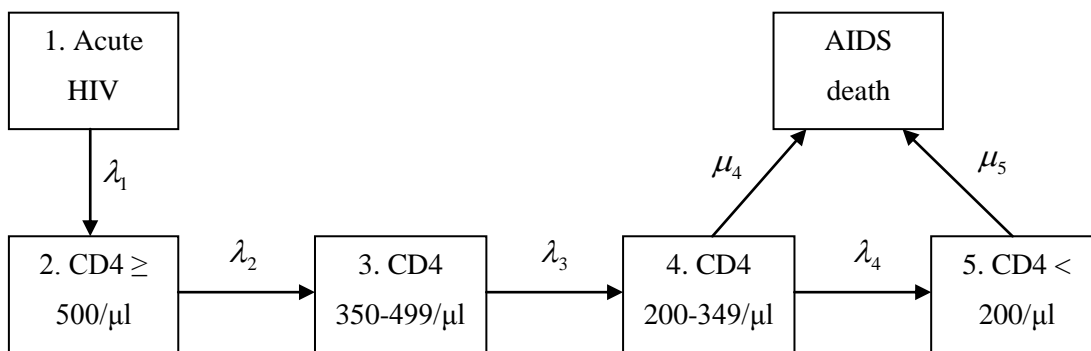 1. Acute
HIV
AIDS
death
λ₁
μ₄
μ₅
2. CD4 ≥
500/μl
λ₂
3. CD4
350-499/μl
λ₃
4. CD4
200-349/μl
λ₄
5. CD4 <
200/μl